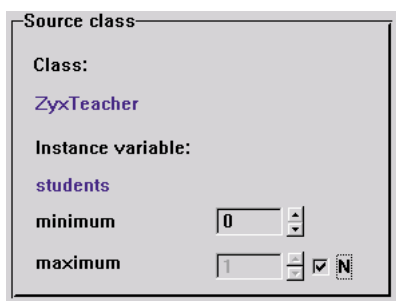 Source class
Class:
ZyxTeacher
Instance variable:
students
minimum 0
maximum 1 N